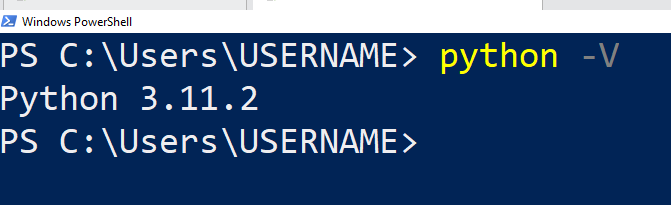 Windows PowerShell
PS C:\Users\USERNAME> python -V
Python 3.11.2
PS C:\Users\USERNAME>